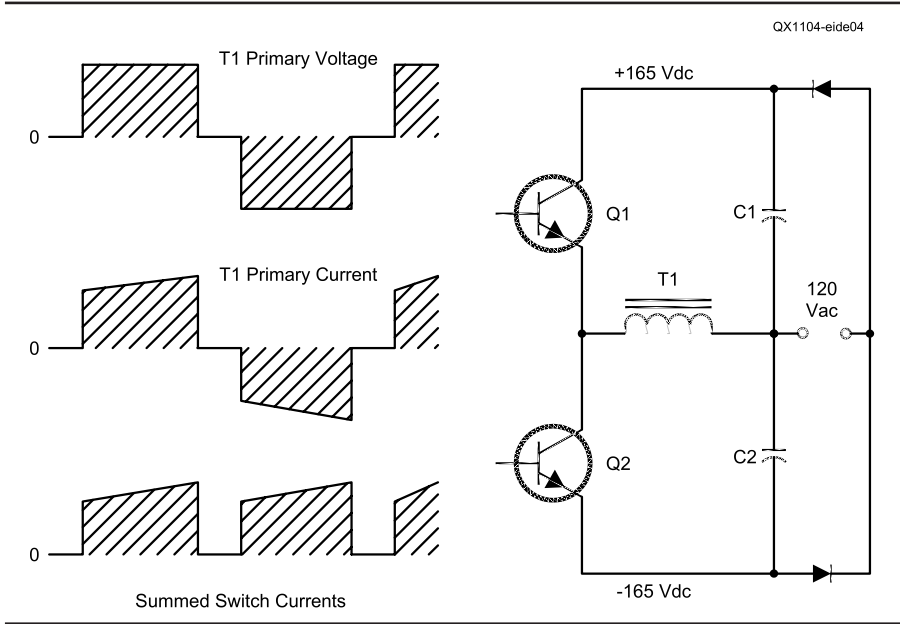 QX1104-eide04
T1 Primary Voltage
0
T1 Primary Current
0
0
Summed Switch Currents
+165 Vdc
Q1
C1
T1
120
Vac
Q2
C2
-165 Vdc